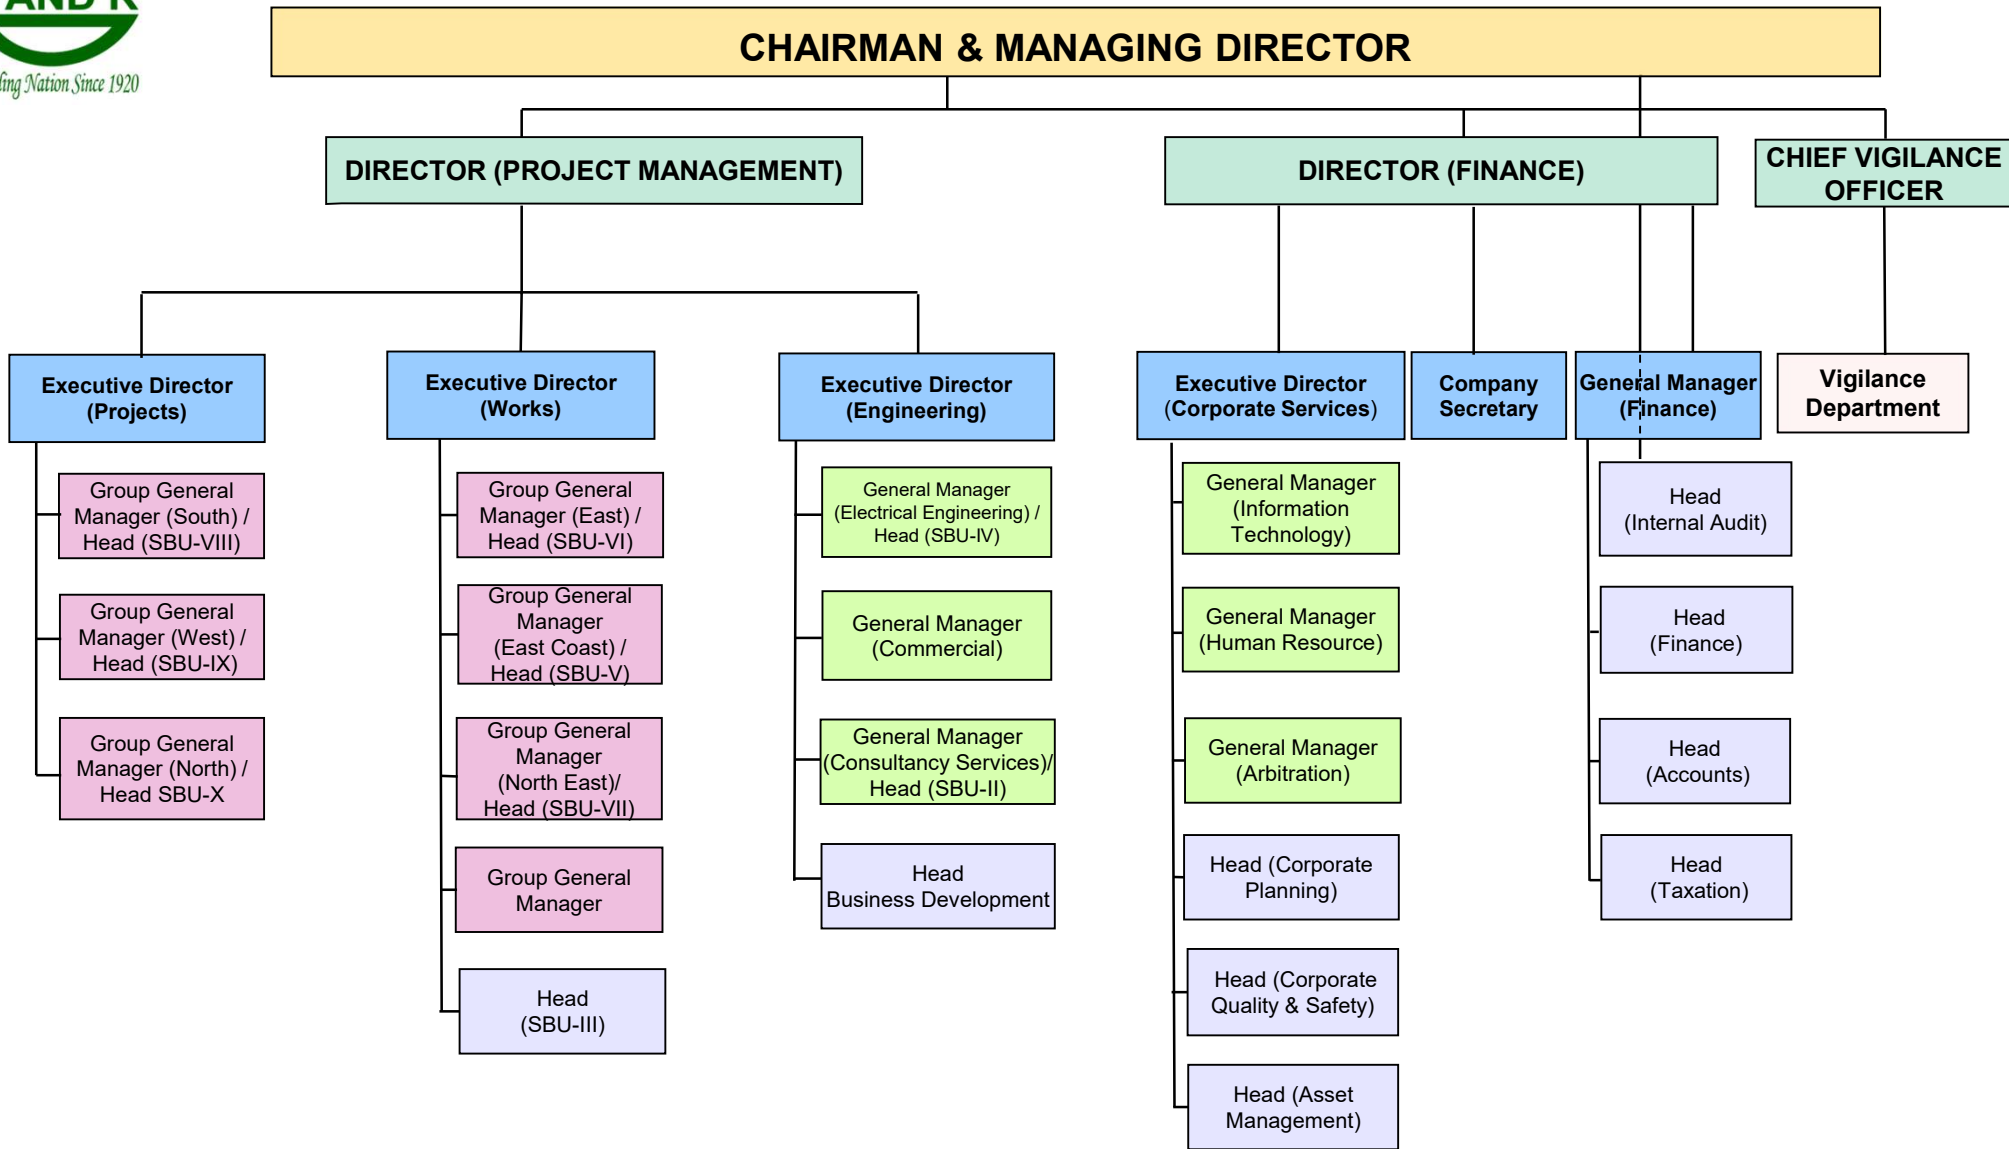 AND R
ding Nation Since 1920
CHAIRMAN & MANAGING DIRECTOR
DIRECTOR (PROJECT MANAGEMENT)
DIRECTOR (FINANCE)
CHIEF VIGILANCE
OFFICER
Executive Director
(Projects)
Executive Director
(Works)
Executive Director
(Engineering)
Executive Director
(Corporate Services)
Company
Secretary
General Manager
(Finance)
Vigilance
Department
Group General
Manager (South) /
Head (SBU-VIII)
Group General
Manager (West) /
Head (SBU-IX)
Group General
Manager (North) /
Head SBU-X
Group General
Manager (East) /
Head (SBU-VI)
Group General
Manager
(East Coast) /
Head (SBU-V)
Group General
Manager
(North East)/
Head (SBU-VII)
Group General
Manager
Head
(SBU-III)
General Manager
(Electrical Engineering) /
Head (SBU-IV)
General Manager
(Commercial)
General Manager
(Consultancy Services)/
Head (SBU-II)
Head
Business Development
General Manager
(Information
Technology)
General Manager
(Human Resource)
General Manager
(Arbitration)
Head (Corporate
Planning)
Head (Corporate
Quality & Safety)
Head (Asset
Management)
Head
(Internal Audit)
Head
(Finance)
Head
(Accounts)
Head
(Taxation)